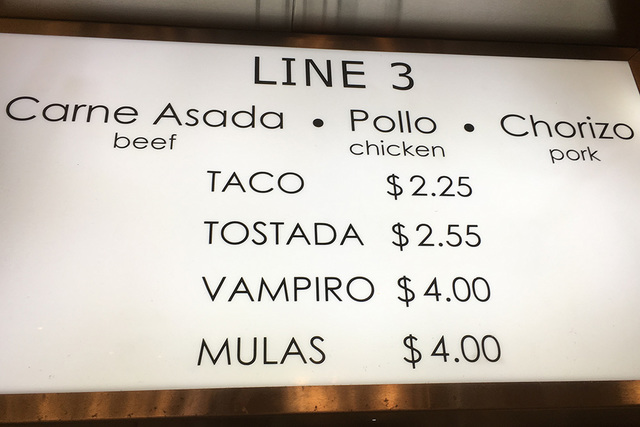 LINE 3
Carne Asada • Pollo • Chorizo
beef chicken pork
TACO $2.25
TOSTADA $2.55
VAMPIRO $4.00
MULAS $4.00